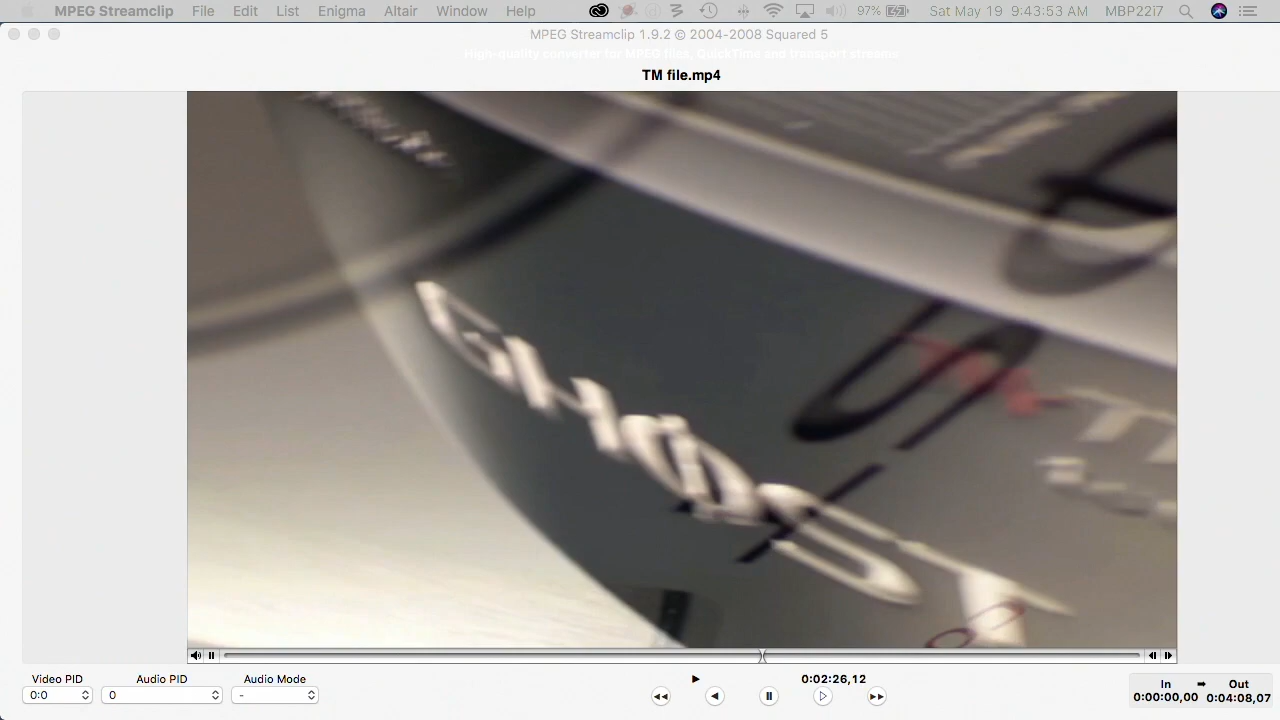 MPEG Streamclip File Edit List Enigma Altair Window Help 97% Sat May 19 9:43:53 AM MBP22I7
MPEG Streamclip 1.9.2 © 2004-2008 Squared 5
High-quality converter for MPEG files, QuickTime and transport streams
TM file.mp4
Video PID Audio PID Audio Mode 0:02:26,12 In Out
0:0 0 - 0:00:00,00 0:04:08,07